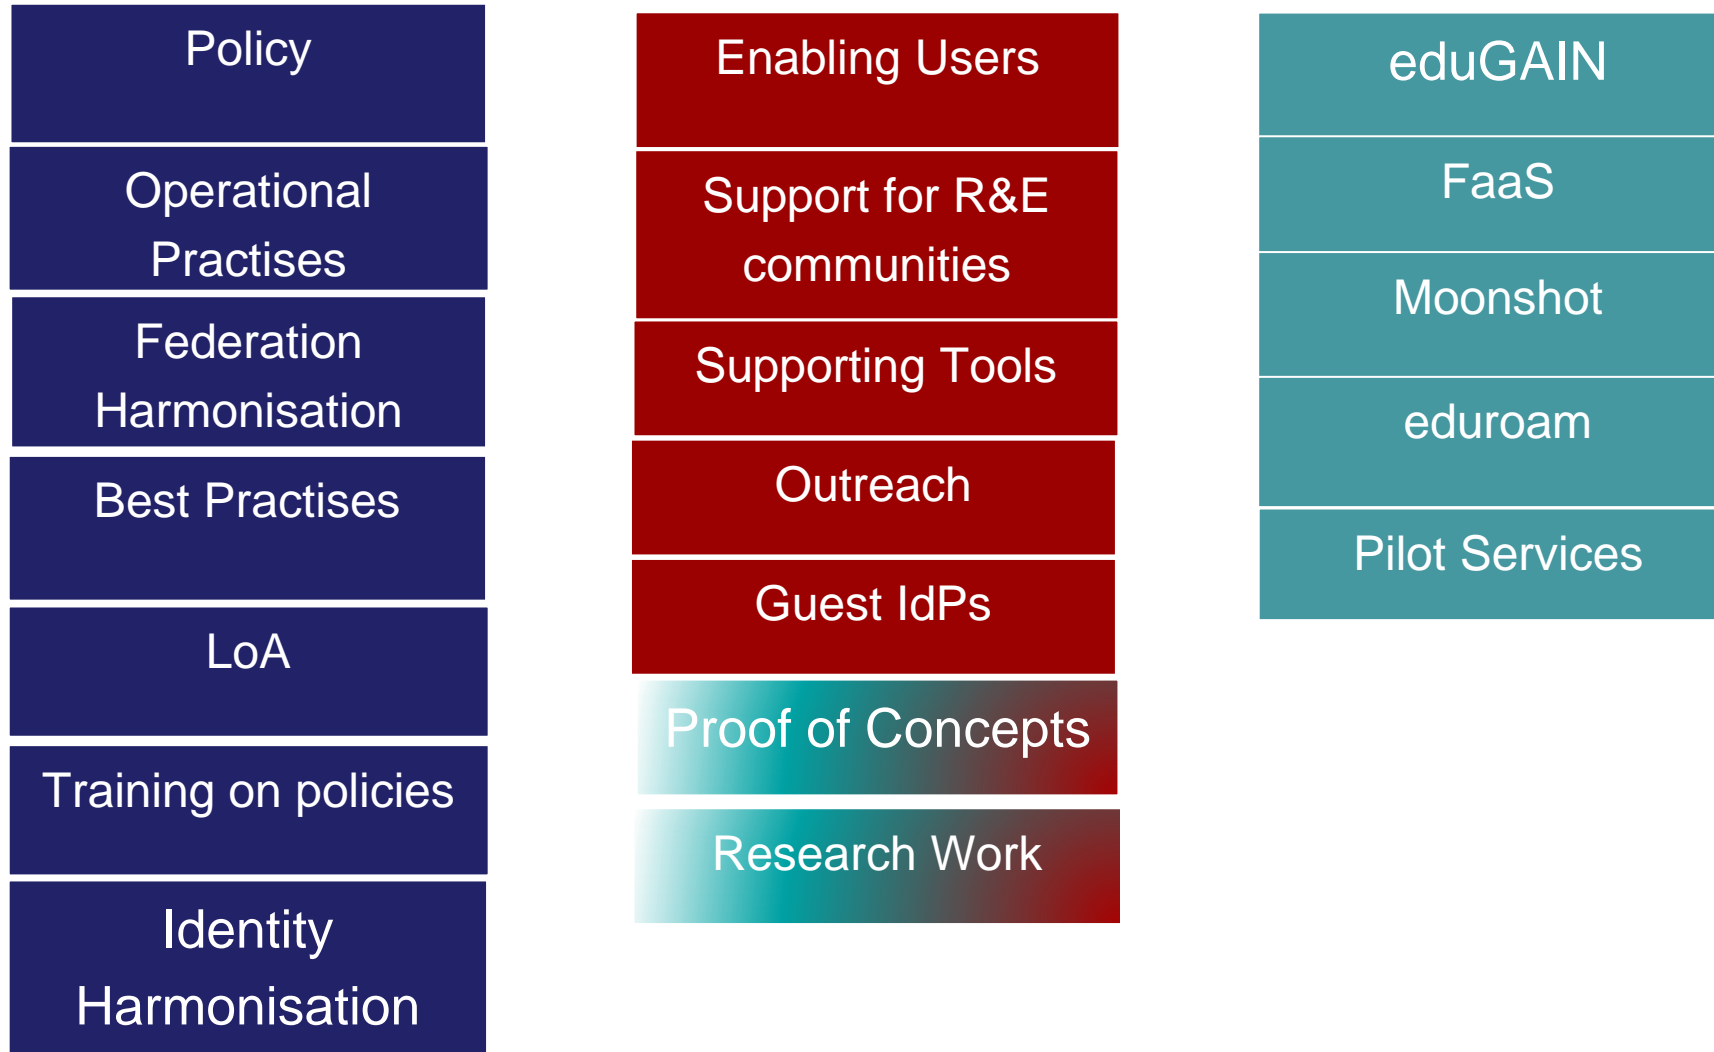 Policy
Operational
Practises
Federation
Harmonisation
Best Practises
LoA
Training on policies
Identity
Harmonisation
Enabling Users
Support for R&E
communities
Supporting Tools
Outreach
Guest IdPs
Proof of Concepts
Research Work
eduGAIN
FaaS
Moonshot
eduroam
Pilot Services